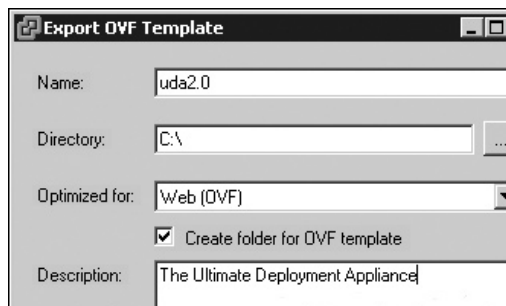 Export OVF Template
Name: uda2.0
Directory: C:\ ...
Optimized for: Web (OVF)
Create folder for OVF template
Description: The Ultimate Deployment Appliance